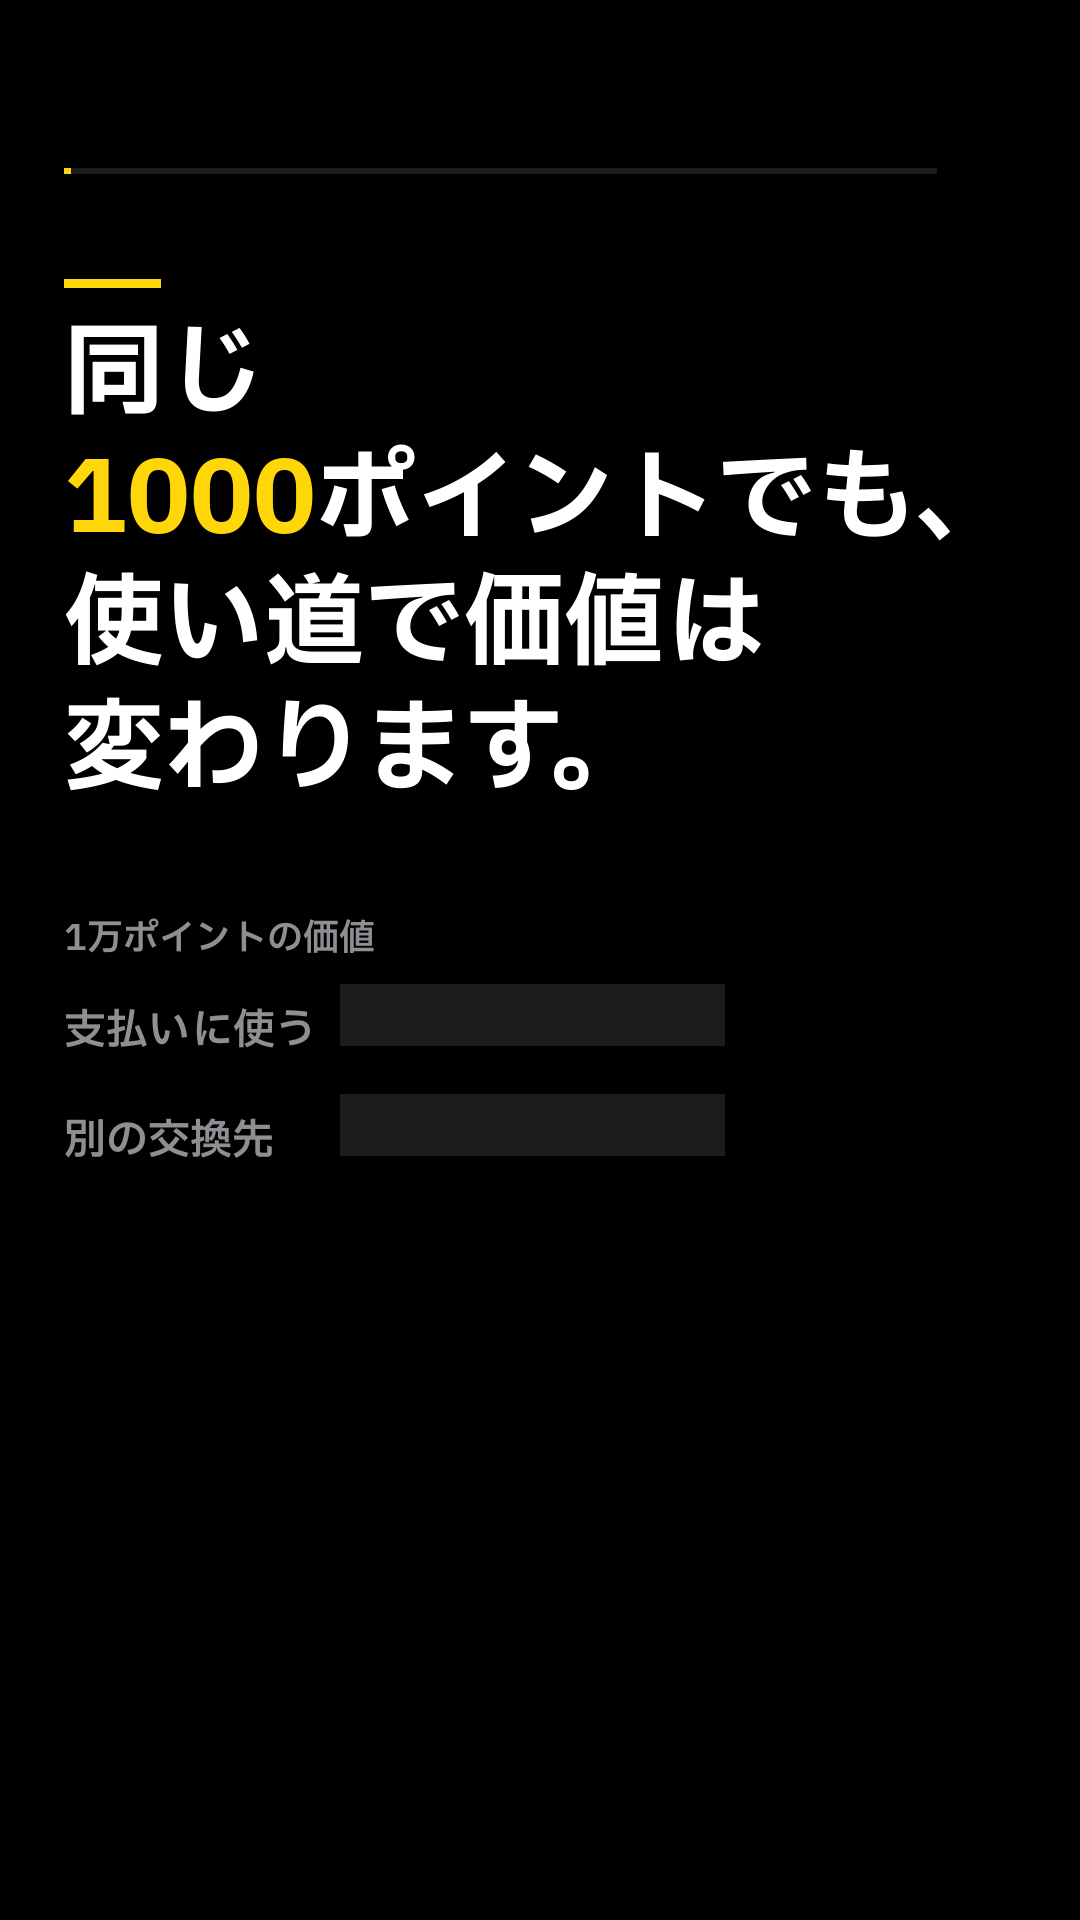 同じ
1000ポイントでも、
使い道で価値は
変わります。
1万ポイントの価値
支払いに使う
別の交換先